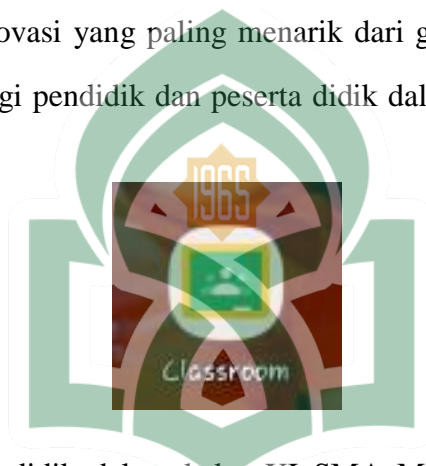 ovasi yang paling menarik dari g
gi pendidik dan peserta didik dal
1965
Classroom